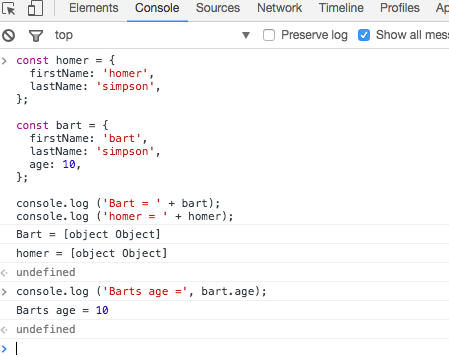 Elements Console Sources Network Timeline Profiles
top Preserve log Show all
> const homer = {
firstName: 'homer',
lastName: 'simpson',
};
const bart = {
firstName: 'bart',
lastName: 'simpson',
age: 10,
};
console.log ('Bart = ' + bart);
console.log ('homer = ' + homer);
Bart = [object Object]
homer = [object Object]
undefined
> console.log ('Barts age =', bart.age);
Barts age = 10
undefined
>